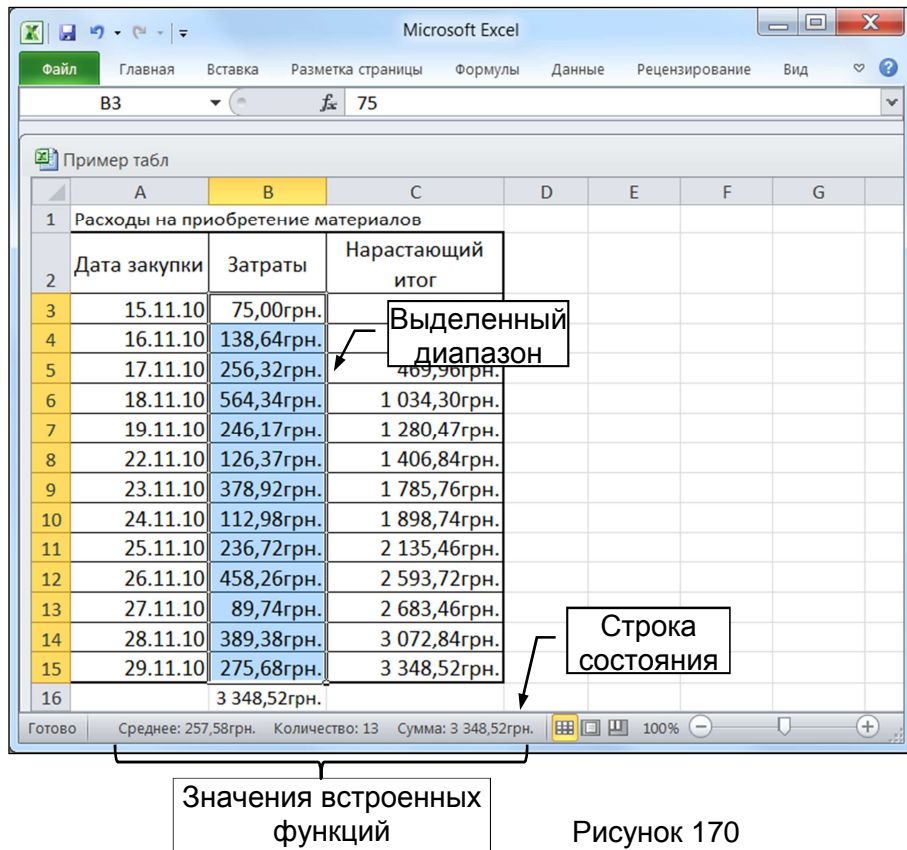 Microsoft Excel
Файл Главная Вставка Разметка страницы Формулы Данные Рецензирование Вид
B3 fx 75
Пример табл
A B C D E F G
1 Расходы на приобретение материалов
2 Дата закупки Затраты Нарастающий итог
3 15.11.10 75,00грн.
4 16.11.10 138,64грн.
5 17.11.10 256,32грн. 469,96грн.
6 18.11.10 564,34грн. 1 034,30грн.
7 19.11.10 246,17грн. 1 280,47грн.
8 22.11.10 126,37грн. 1 406,84грн.
9 23.11.10 378,92грн. 1 785,76грн.
10 24.11.10 112,98грн. 1 898,74грн.
11 25.11.10 236,72грн. 2 135,46грн.
12 26.11.10 458,26грн. 2 593,72грн.
13 27.11.10 89,74грн. 2 683,46грн.
14 28.11.10 389,38грн. 3 072,84грн.
15 29.11.10 275,68грн. 3 348,52грн.
16 3 348,52грн.
Выделенный
диапазон
Строка
состояния
Готово Среднее: 257,58грн. Количество: 13 Сумма: 3 348,52грн. 100%
Значения встроенных
функций
Рисунок 170